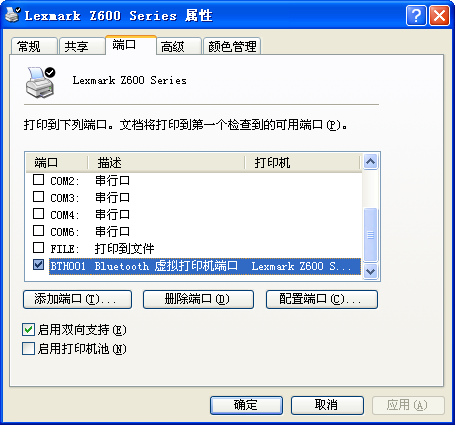 Lexmark Z600 Series 属性
常规 共享 端口 高级 颜色管理
Lexmark Z600 Series
打印到下列端口。文档将打印到第一个检查到的可用端口(P)。
端口 描述 打印机
COM2: 串行口
COM3: 串行口
COM4: 串行口
COM6: 串行口
FILE: 打印到文件
BTH001 Bluetooth 虚拟打印机端口 Lexmark Z600 S...
添加端口(T)... 删除端口(D) 配置端口(C)...
启用双向支持(E)
启用打印机池(N)
确定 取消 应用(A)